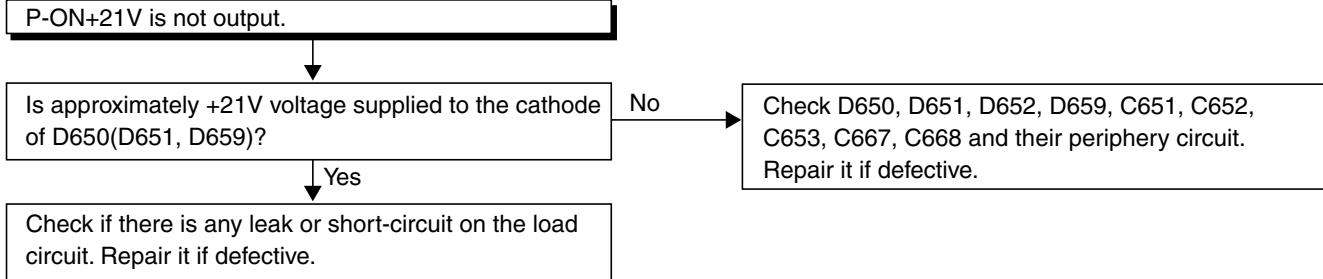 P-ON+21V is not output.
Is approximately +21V voltage supplied to the cathode
of D650(D651, D659)?
No
Check D650, D651, D652, D659, C651, C652,
C653, C667, C668 and their periphery circuit.
Repair it if defective.
Yes
Check if there is any leak or short-circuit on the load
circuit. Repair it if defective.